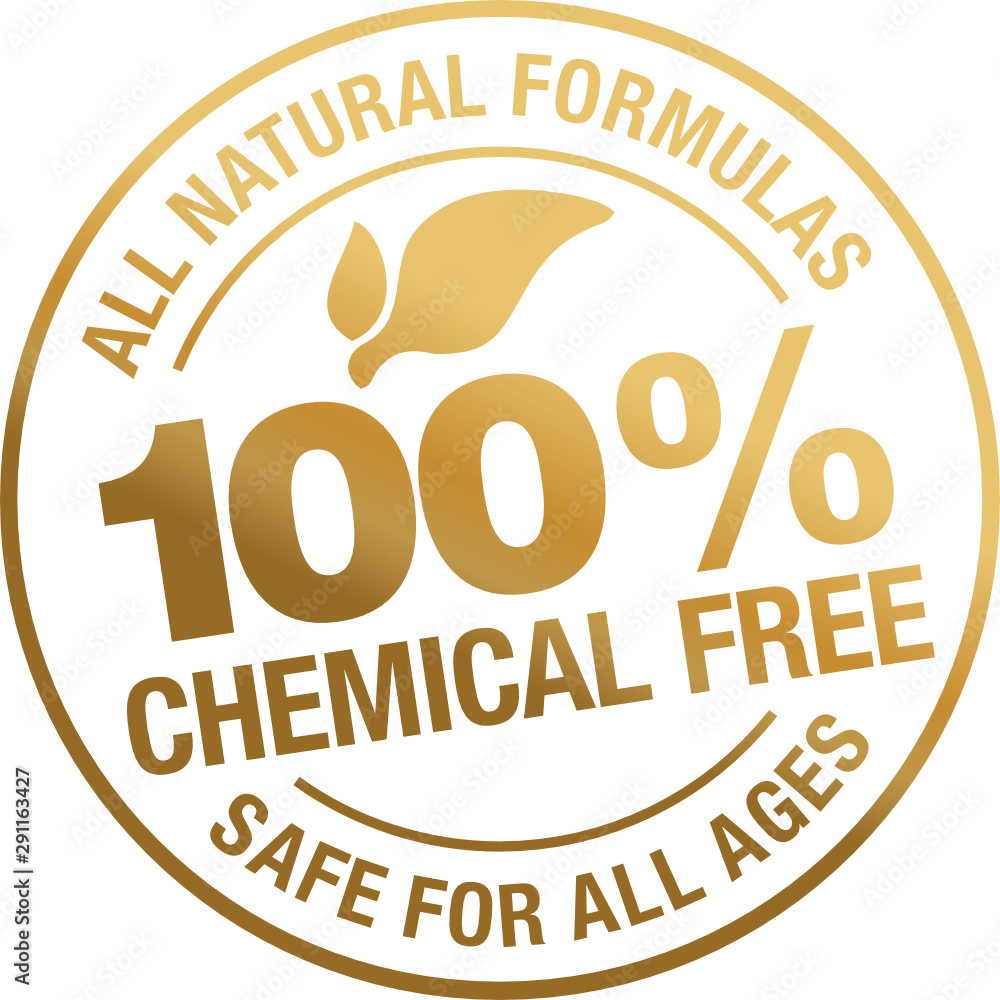 ALL NATURAL FORMULAS
100%
CHEMICAL FREE
SAFE FOR ALL AGES
Adobe Stock | #291163427